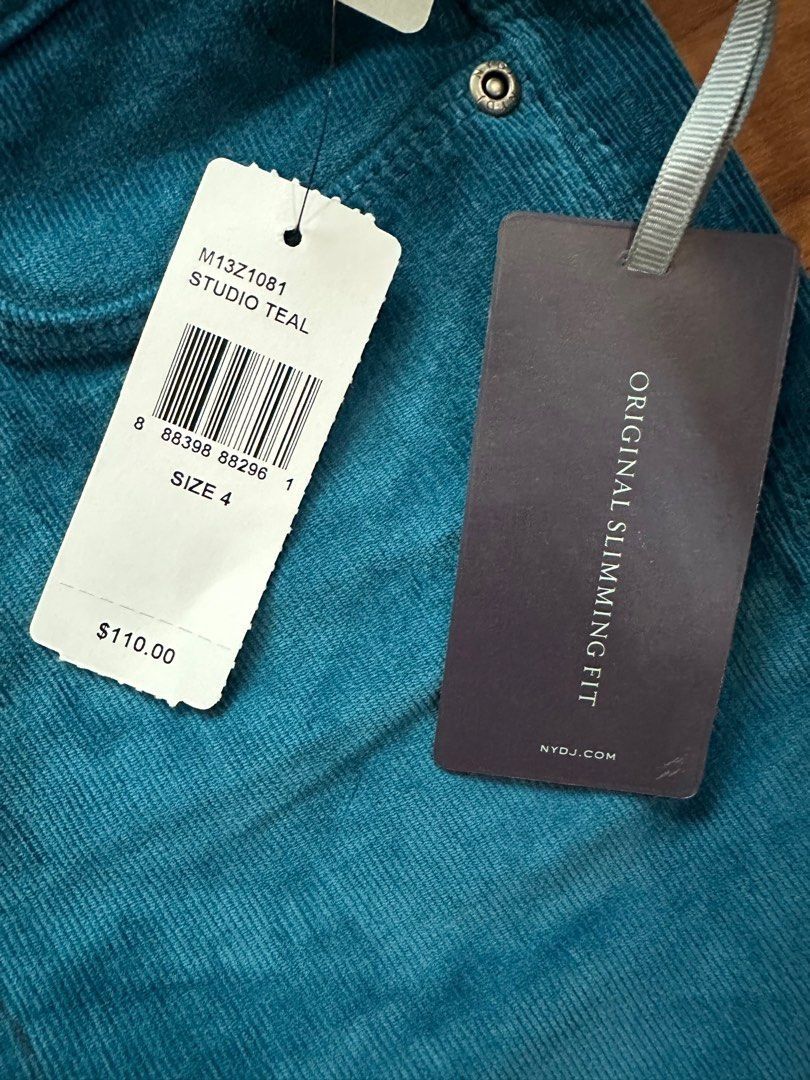 M13Z1081
STUDIO TEAL
8 88398 88296 1
SIZE 4
$110.00
ORIGINAL SLIMMING FIT
NYDJ.COM